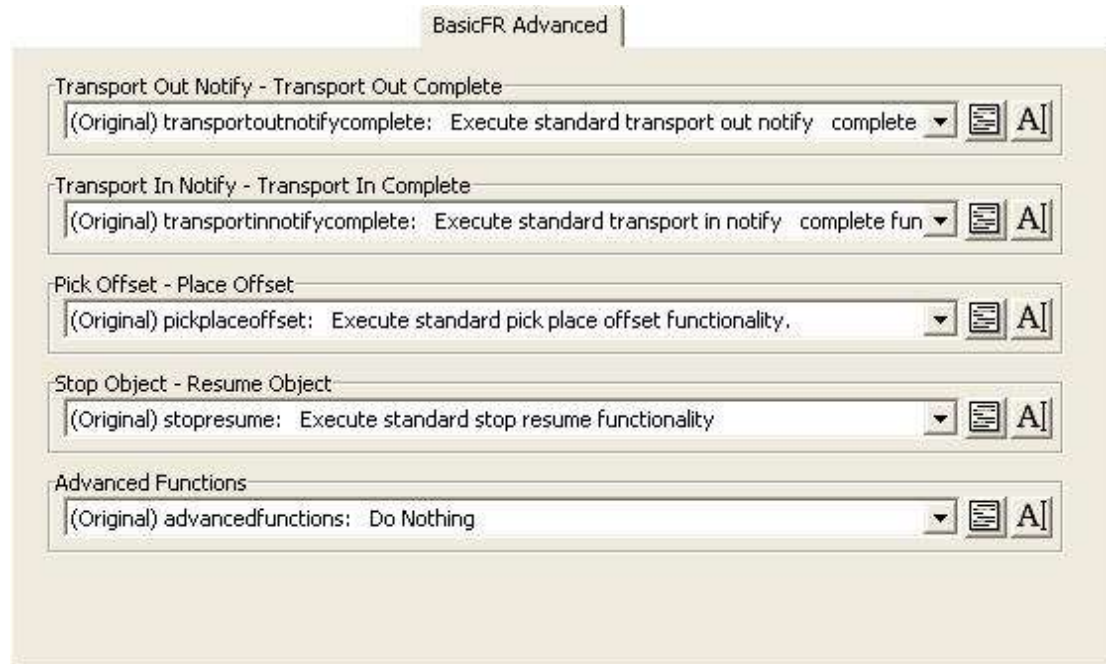 BasicFR Advanced
Transport Out Notify - Transport Out Complete
(Original) transportoutnotifycomplete: Execute standard transport out notify complete
A
Transport In Notify - Transport In Complete
(Original) transportinnotifycomplete: Execute standard transport in notify complete fun
A
Pick Offset - Place Offset
(Original) pickplaceoffset: Execute standard pick place offset functionality.
A
Stop Object - Resume Object
(Original) stopresume: Execute standard stop resume functionality
A
Advanced Functions
(Original) advancedfunctions: Do Nothing
A